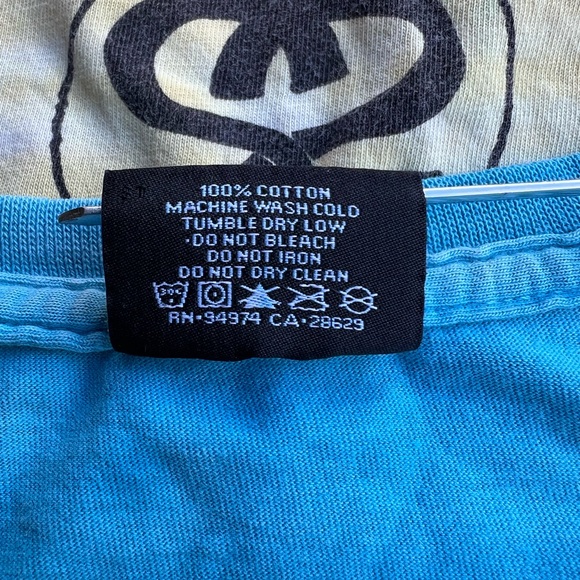 100% COTTON
MACHINE WASH COLD
TUMBLE DRY LOW
·DO NOT BLEACH
DO NOT IRON
DO NOT DRY CLEAN
30C
RN·94974 CA·28629